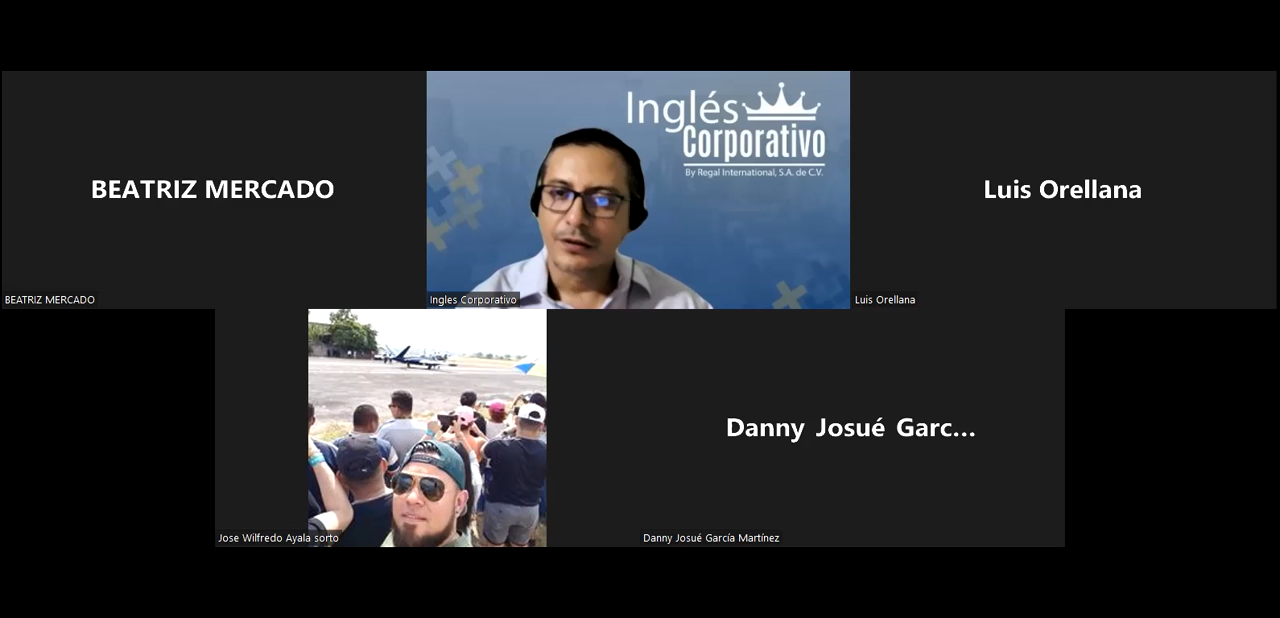 BEATRIZ MERCADO
Inglés
Corporativo
By Regal International, S.A. de C.V.
Luis Orellana
BEATRIZ MERCADO
Ingles Corporativo
Luis Orellana
Danny Josué Garc...
Jose Wilfredo Ayala sorto
Danny Josué García Martínez